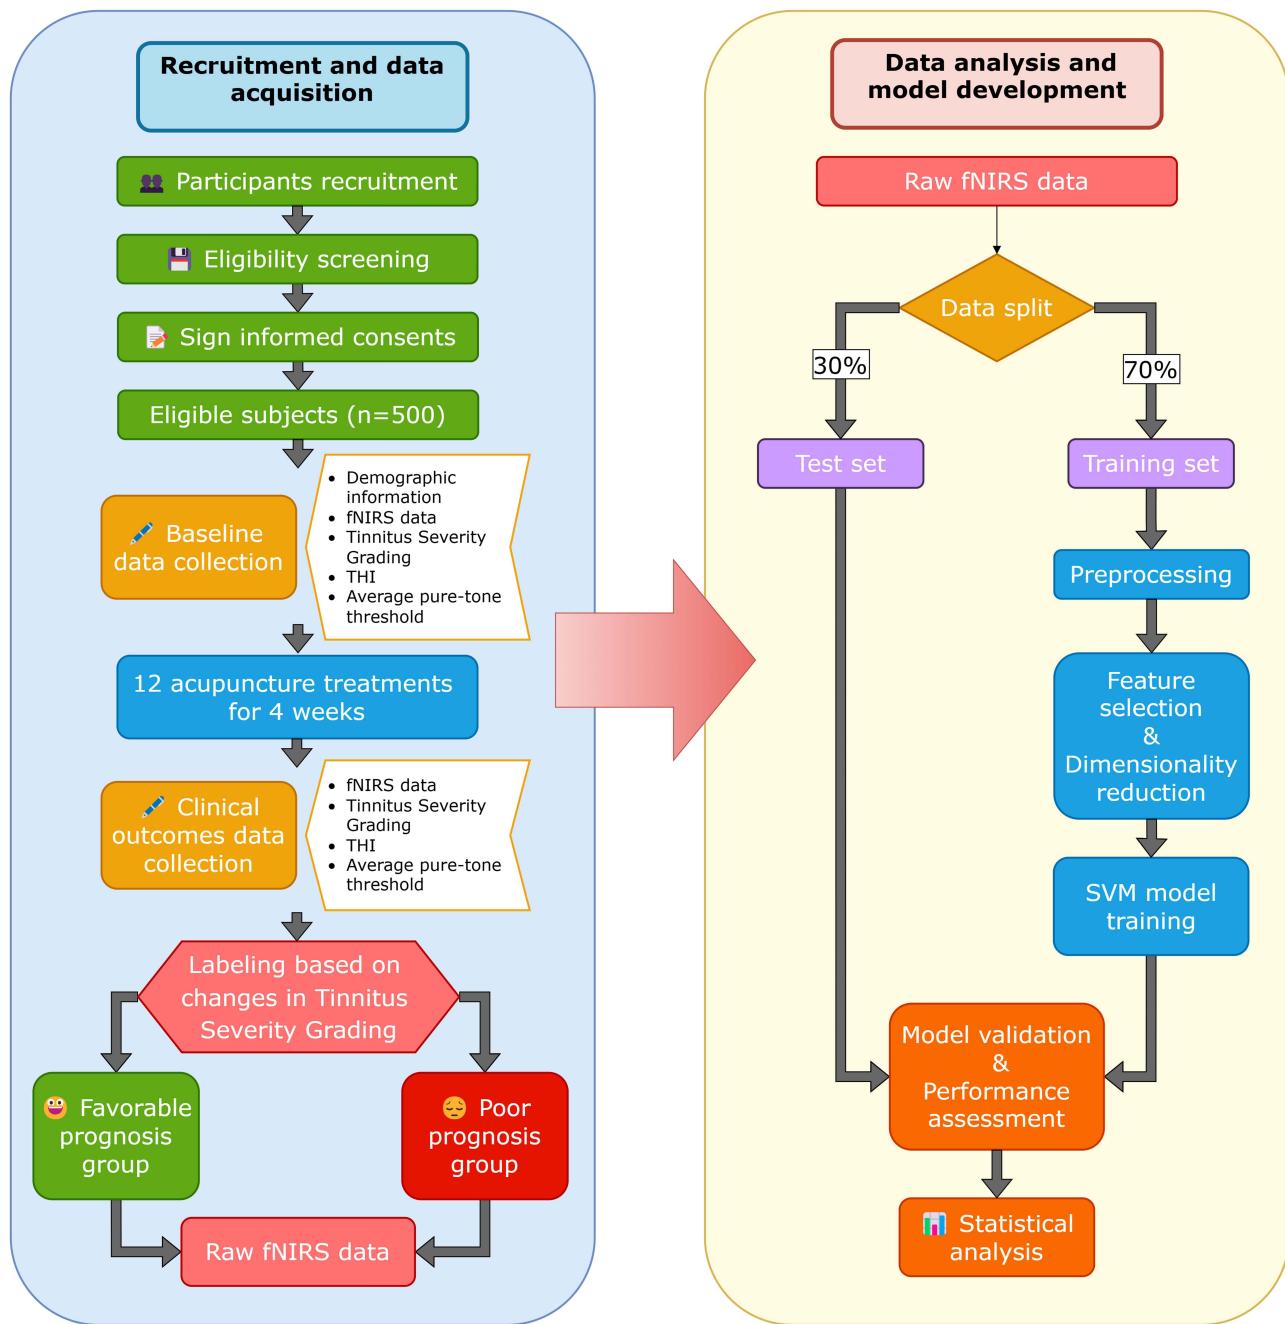 Recruitment and data
acquisition
Participants recruitment
Eligibility screening
Sign informed consents
Eligible subjects (n=500)
Baseline
data collection
• Demographic
information
• fNIRS data
• Tinnitus Severity
Grading
• THI
• Average pure-tone
threshold
12 acupuncture treatments
for 4 weeks
Clinical
outcomes data
collection
• fNIRS data
• Tinnitus Severity
Grading
• THI
• Average pure-tone
threshold
Labeling based on
changes in Tinnitus
Severity Grading
Favorable
prognosis
group
Poor
prognosis
group
Raw fNIRS data
Data analysis and
model development
Raw fNIRS data
Data split
30%
70%
Test set
Training set
Preprocessing
Feature
selection
&
Dimensionality
reduction
SVM model
training
Model validation
&
Performance
assessment
Statistical
analysis